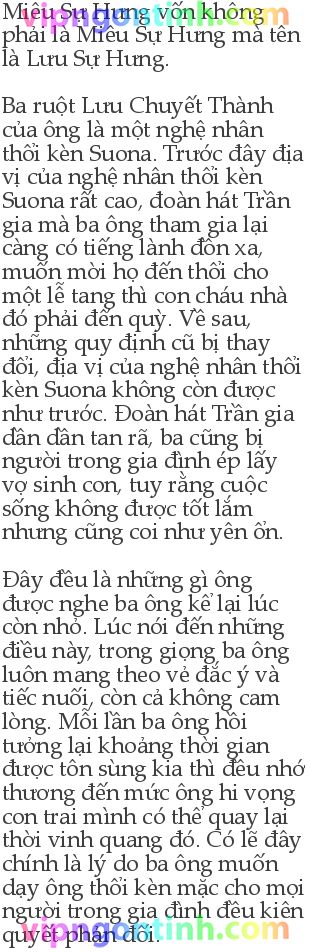 Miêu Sự Hưng vốn không
phải là Miêu Sự Hưng mà tên
là Lưu Sự Hưng.
Ba ruột Lưu Chuyết Thành
của ông là một nghệ nhân
thổi kèn Suona. Trước đây địa
vị của nghệ nhân thổi kèn
Suona rất cao, đoàn hát Trần
gia mà ba ông tham gia lại
càng có tiếng lành đồn xa,
muốn mời họ đến thổi cho
một lễ tang thì con cháu nhà
đó phải đến quỳ. Về sau,
những quy định cũ bị thay
đổi, địa vị của nghệ nhân thổi
kèn Suona không còn được
như trước. Đoàn hát Trần gia
dần dần tan rã, ba cũng bị
người trong gia đình ép lấy
vợ sinh con, tuy rằng cuộc
sống không được tốt lắm
nhưng cũng coi như yên ổn.
Đây đều là những gì ông
được nghe ba ông kể lại lúc
còn nhỏ. Lúc nói đến những
điều này, trong giọng ba ông
luôn mang theo vẻ đắc ý và
tiếc nuối, còn cả không cam
lòng. Mỗi lần ba ông hồi
tưởng lại khoảng thời gian
được tôn sùng kia thì đều nhớ
thương đến mức ông hi vọng
con trai mình có thể quay lại
thời vinh quang đó. Có lẽ đây
chính là lý do ba ông muốn
dạy ông thổi kèn mặc cho mọi
người trong gia đình đều kiên
quyết phản đối.
vipngontinh.com
vipngontinh.com